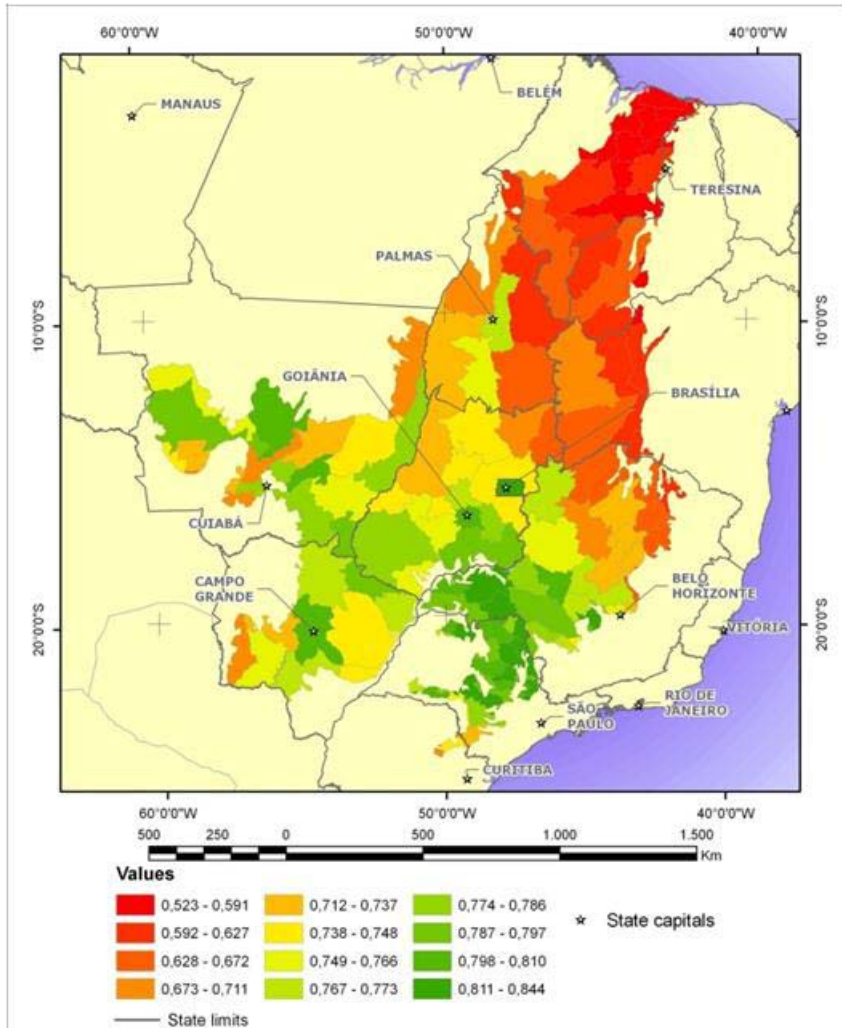 60°0'0"W 50°0'0"W 40°0'0"W
BELÉM
MANAUS
TERESINA
PALMAS
10°0'0"S 10°0'0"S
GOIÂNIA
BRASÍLIA
CUIABÁ
CAMPO
GRANDE
BELO
HORIZONTE
20°0'0"S 20°0'0"S
VITÓRIA
RIO DE
JANEIRO
SÃO
PAULO
CURITIBA
60°0'0"W 50°0'0"W 40°0'0"W
500 250 0 500 1.000 1.500
Km
Values
0,523 - 0,591 0,712 - 0,737 0,774 - 0,786
0,592 - 0,627 0,738 - 0,748 0,787 - 0,797
0,628 - 0,672 0,749 - 0,766 0,798 - 0,810
0,673 - 0,711 0,767 - 0,773 0,811 - 0,844
State capitals
State limits